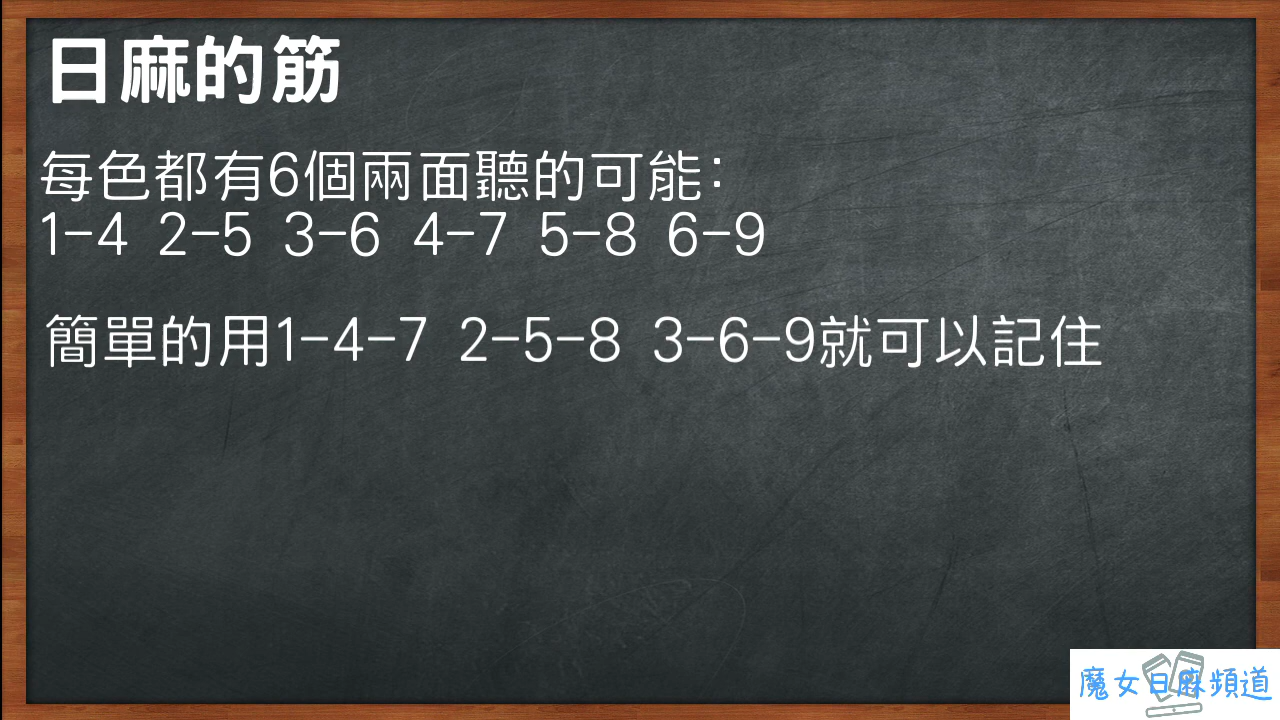 日麻的筋
每色都有6個兩面聽的可能:
1-4 2-5 3-6 4-7 5-8 6-9
簡單的用1-4-7 2-5-8 3-6-9就可以記住
魔女日麻頻道